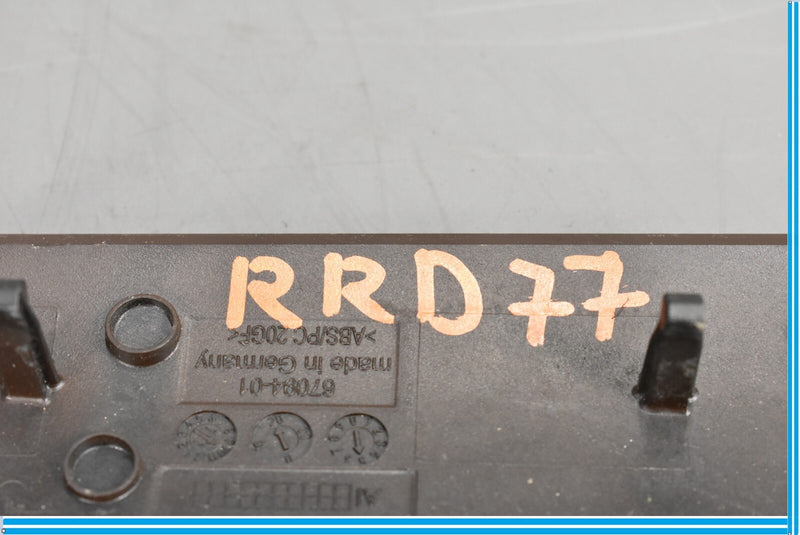 RRD77
67094-01
made in Germany
>ABS/PC 20GF<